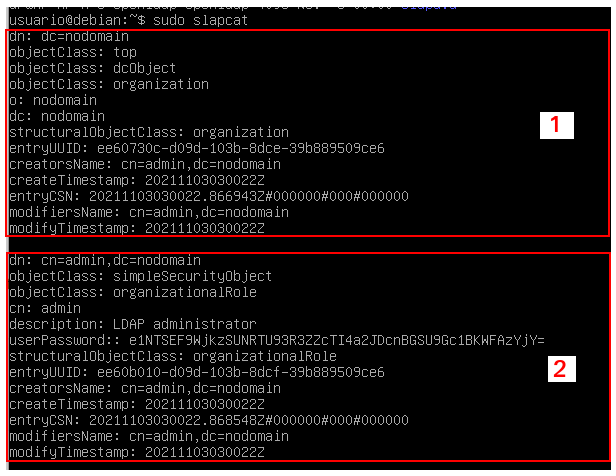 usuario@debian:~$ sudo slapcat
dn: dc=nodomain
objectClass: top
objectClass: dcObject
objectClass: organization
o: nodomain
dc: nodomain
structuralObjectClass: organization
1
entryUUID: ee60730c-d09d-103b-8dce-39b889509ce6
creatorsName: cn=admin,dc=nodomain
createTimestamp: 20211103030022Z
entryCSN: 20211103030022.866943Z#000000#000#000000
modifiersName: cn=admin,dc=nodomain
modifyTimestamp: 20211103030022Z
dn: cn=admin,dc=nodomain
objectClass: simpleSecurityObject
objectClass: organizationalRole
cn: admin
description: LDAP administrator
userPassword:: e1NTSEF9WjkzSUNRTU93R3ZZcTI4a2JDcnBGSU9Gc1BKWFAzYjY=
structuralObjectClass: organizationalRole
entryUUID: ee60b010-d09d-103b-8dcf-39b889509ce6
2
creatorsName: cn=admin,dc=nodomain
createTimestamp: 20211103030022Z
entryCSN: 20211103030022.868548Z#000000#000#000000
modifiersName: cn=admin,dc=nodomain
modifyTimestamp: 20211103030022Z